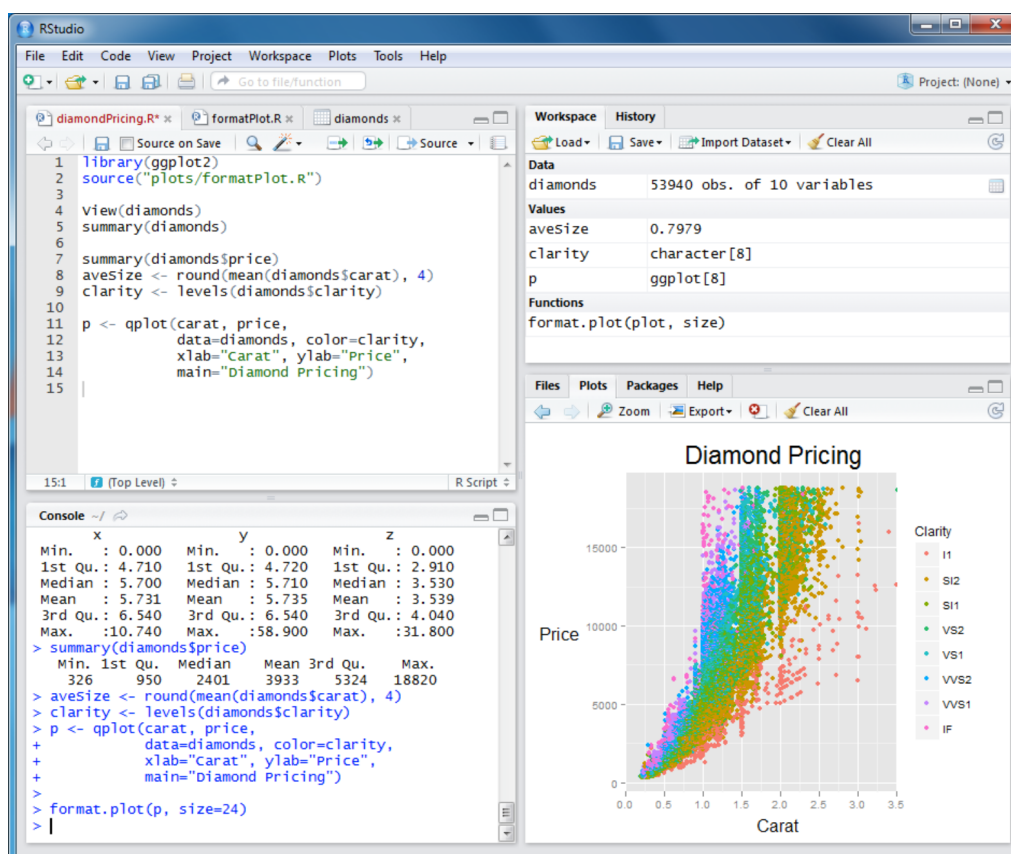 RStudio
File Edit Code View Project Workspace Plots Tools Help
Go to file/function
Project: (None)
diamondPricing.R*
formatPlot.R
diamonds
Source on Save
Source
1 library(ggplot2)
2 source("plots/formatPlot.R")
3
4 View(diamonds)
5 summary(diamonds)
6
7 summary(diamonds$price)
8 aveSize <- round(mean(diamonds$carat), 4)
9 clarity <- levels(diamonds$clarity)
10
11 p <- qplot(carat, price,
12 data=diamonds, color=clarity,
13 xlab="Carat", ylab="Price",
14 main="Diamond Pricing")
15
15:1 (Top Level) R Script
Console ~/
x y z
Min. : 0.000 Min. : 0.000 Min. : 0.000
1st Qu.: 4.710 1st Qu.: 4.720 1st Qu.: 2.910
Median : 5.700 Median : 5.710 Median : 3.530
Mean : 5.731 Mean : 5.735 Mean : 3.539
3rd Qu.: 6.540 3rd Qu.: 6.540 3rd Qu.: 4.040
Max. :10.740 Max. :58.900 Max. :31.800
> summary(diamonds$price)
Min. 1st Qu. Median Mean 3rd Qu. Max.
326 950 2401 3933 5324 18820
> aveSize <- round(mean(diamonds$carat), 4)
> clarity <- levels(diamonds$clarity)
> p <- qplot(carat, price,
+ data=diamonds, color=clarity,
+ xlab="Carat", ylab="Price",
+ main="Diamond Pricing")
>
> format.plot(p, size=24)
>
Workspace History
Load Save Import Dataset Clear All
Data
diamonds 53940 obs. of 10 variables
Values
aveSize 0.7979
clarity character[8]
p ggplot[8]
Functions
format.plot(plot, size)
Files Plots Packages Help
Zoom Export Clear All
Diamond Pricing
Price
15000
10000
5000
0
0.0 0.5 1.0 1.5 2.0 2.5 3.0 3.5
Carat
Clarity
I1
SI2
SI1
VS2
VS1
VVS2
VVS1
IF